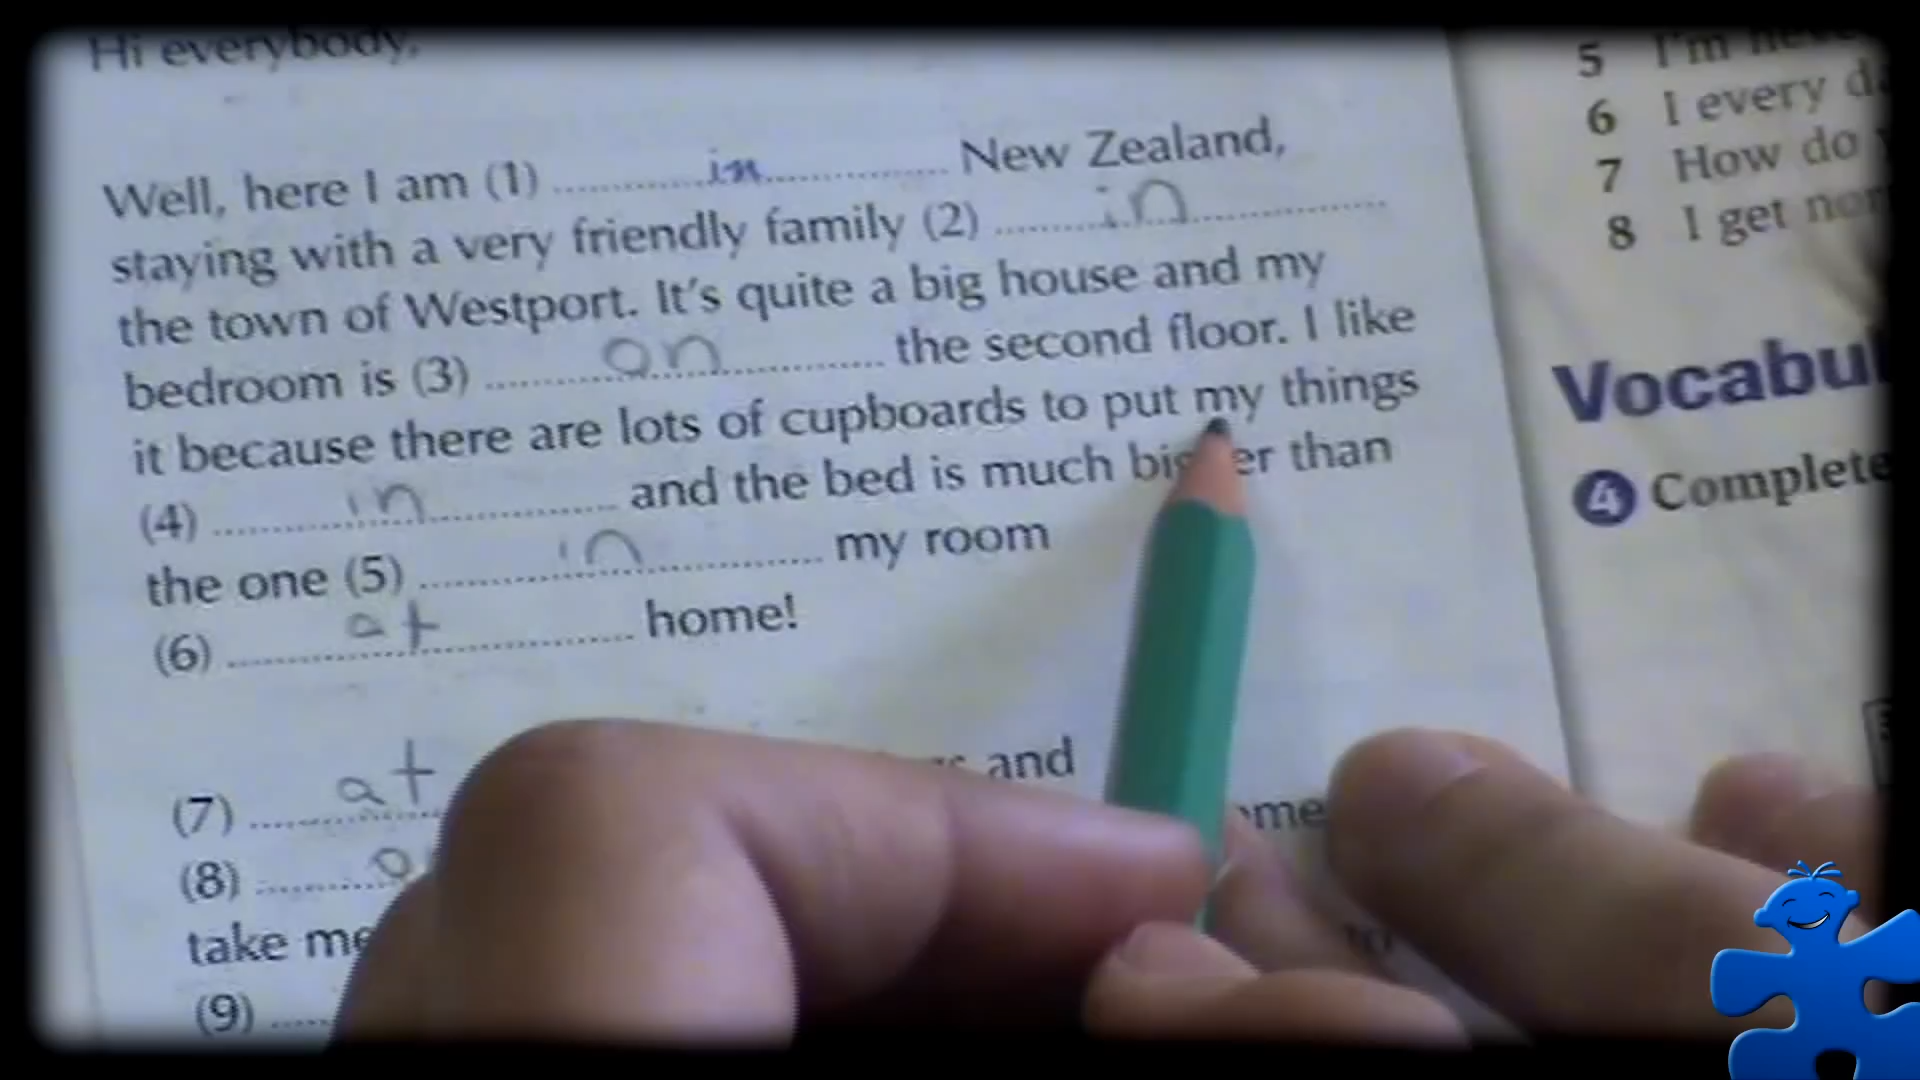 Hi everybody,
Well, here I am (1) in New Zealand,
staying with a very friendly family (2) in
the town of Westport. It's quite a big house and my
bedroom is (3) on the second floor. I like
it because there are lots of cupboards to put my things
(4) in and the bed is much bigger than
the one (5) in my room
(6) at home!
(7) at and
(8)
take me
(9)
5 I'm
6 I every
7 How do
8 I get
4 Complete